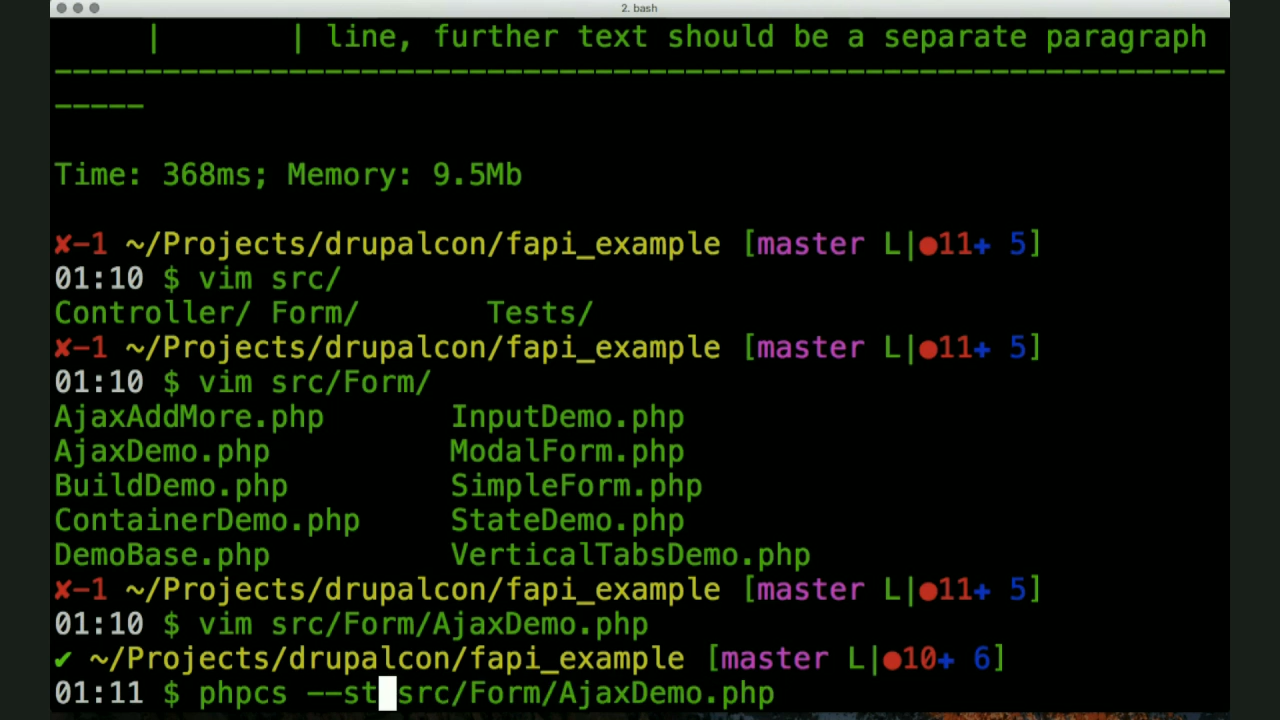 2. bash
| | line, further text should be a separate paragraph
-----------------------------------------------------------------
-----
Time: 368ms; Memory: 9.5Mb
✘-1 ~/Projects/drupalcon/fapi_example [master L|●11✚ 5]
01:10 $ vim src/
Controller/ Form/ Tests/
✘-1 ~/Projects/drupalcon/fapi_example [master L|●11✚ 5]
01:10 $ vim src/Form/
AjaxAddMore.php InputDemo.php
AjaxDemo.php ModalForm.php
BuildDemo.php SimpleForm.php
ContainerDemo.php StateDemo.php
DemoBase.php VerticalTabsDemo.php
✘-1 ~/Projects/drupalcon/fapi_example [master L|●11✚ 5]
01:10 $ vim src/Form/AjaxDemo.php
✔ ~/Projects/drupalcon/fapi_example [master L|●10✚ 6]
01:11 $ phpcs --st src/Form/AjaxDemo.php